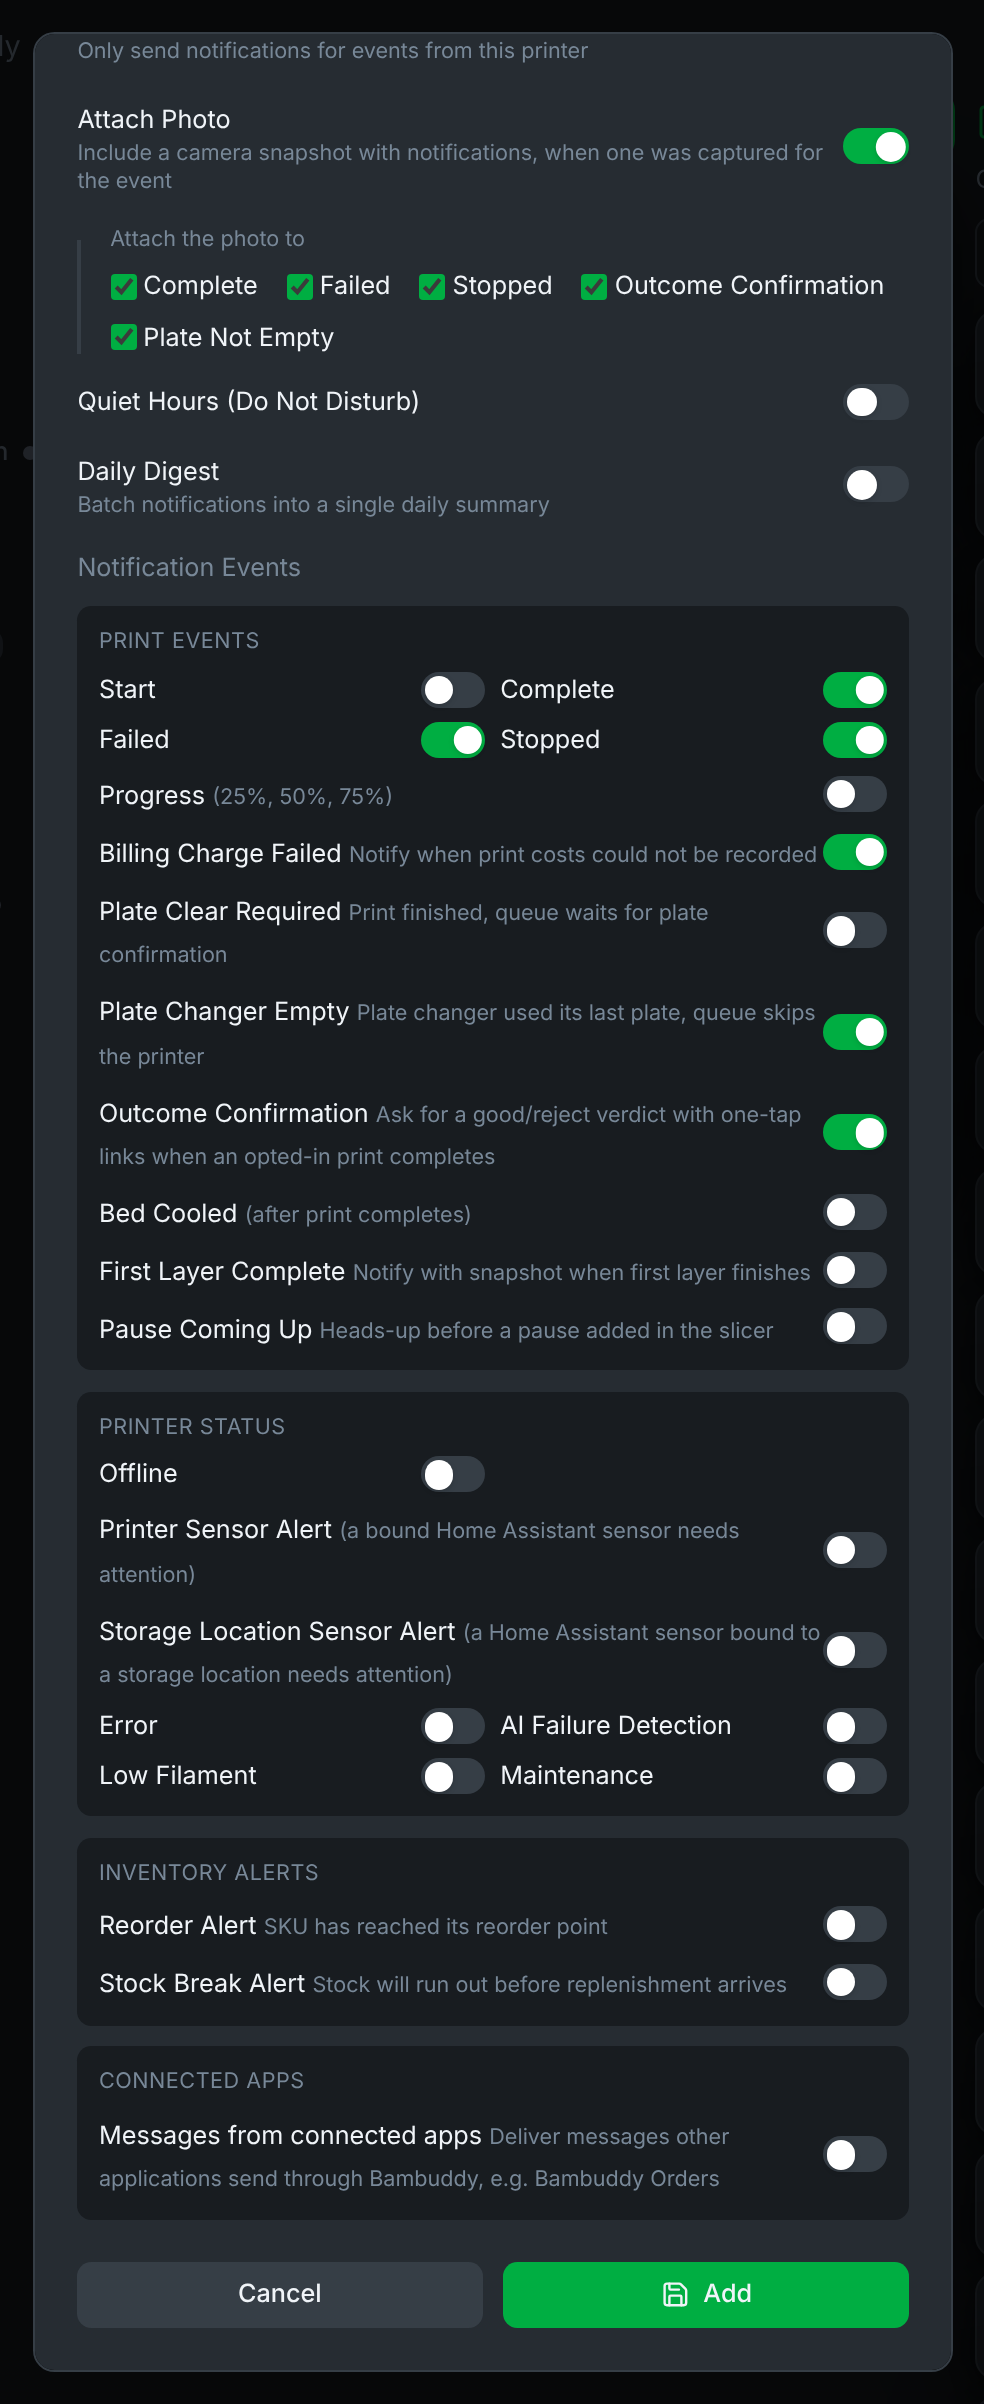 ly
Only send notifications for events from this printer
Attach Photo
Include a camera snapshot with notifications, when one was captured for
the event
Attach the photo to
Complete Failed Stopped Outcome Confirmation
Plate Not Empty
Quiet Hours (Do Not Disturb)
Daily Digest
Batch notifications into a single daily summary
Notification Events
PRINT EVENTS
Start Complete
Failed Stopped
Progress (25%, 50%, 75%)
Billing Charge Failed Notify when print costs could not be recorded
Plate Clear Required Print finished, queue waits for plate
confirmation
Plate Changer Empty Plate changer used its last plate, queue skips
the printer
Outcome Confirmation Ask for a good/reject verdict with one-tap
links when an opted-in print completes
Bed Cooled (after print completes)
First Layer Complete Notify with snapshot when first layer finishes
Pause Coming Up Heads-up before a pause added in the slicer
PRINTER STATUS
Offline
Printer Sensor Alert (a bound Home Assistant sensor needs
attention)
Storage Location Sensor Alert (a Home Assistant sensor bound to
a storage location needs attention)
Error AI Failure Detection
Low Filament Maintenance
INVENTORY ALERTS
Reorder Alert SKU has reached its reorder point
Stock Break Alert Stock will run out before replenishment arrives
CONNECTED APPS
Messages from connected apps Deliver messages other
applications send through Bambuddy, e.g. Bambuddy Orders
Cancel Add